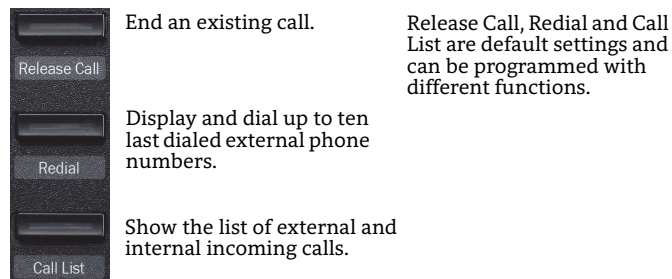 End an existing call.
Release Call
Display and dial up to ten
last dialed external phone
numbers.
Redial
Show the list of external and
internal incoming calls.
Call List
Release Call, Redial and Call
List are default settings and
can be programmed with
different functions.